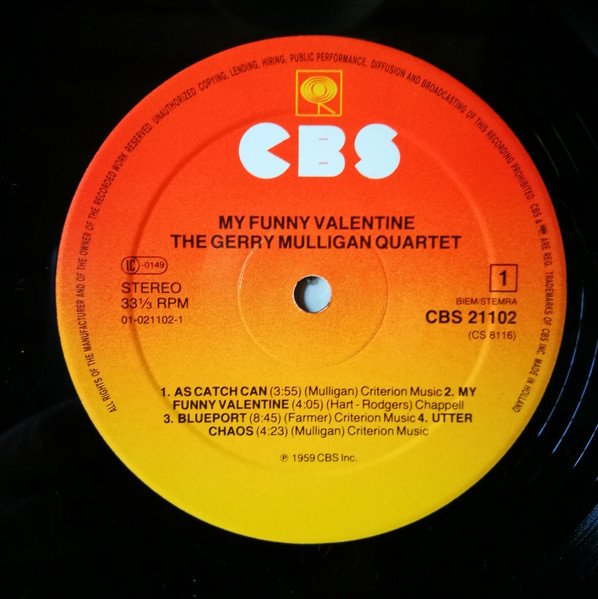 ALL RIGHTS OF THE MANUFACTURER AND OF THE OWNER OF THE RECORDED WORK RESERVED. UNAUTHORIZED COPYING, LENDING, HIRING, PUBLIC PERFORMANCE, DIFFUSION AND BROADCASTING OF THIS RECORDING PROHIBITED. CBS & ARE REG. TRADEMARKS OF CBS INC. MADE IN HOLLAND
CBS
MY FUNNY VALENTINE
THE GERRY MULLIGAN QUARTET
LC-0149
STEREO
33⅓ RPM
01-021102-1
1
BIEM/STEMRA
CBS 21102
(CS 8116)
1. AS CATCH CAN (3:55) (Mulligan) Criterion Music 2. MY
FUNNY VALENTINE (4:05) (Hart - Rodgers) Chappell
3. BLUEPORT (8:45) (Farmer) Criterion Music 4. UTTER
CHAOS (4:23) (Mulligan) Criterion Music
℗ 1959 CBS Inc.